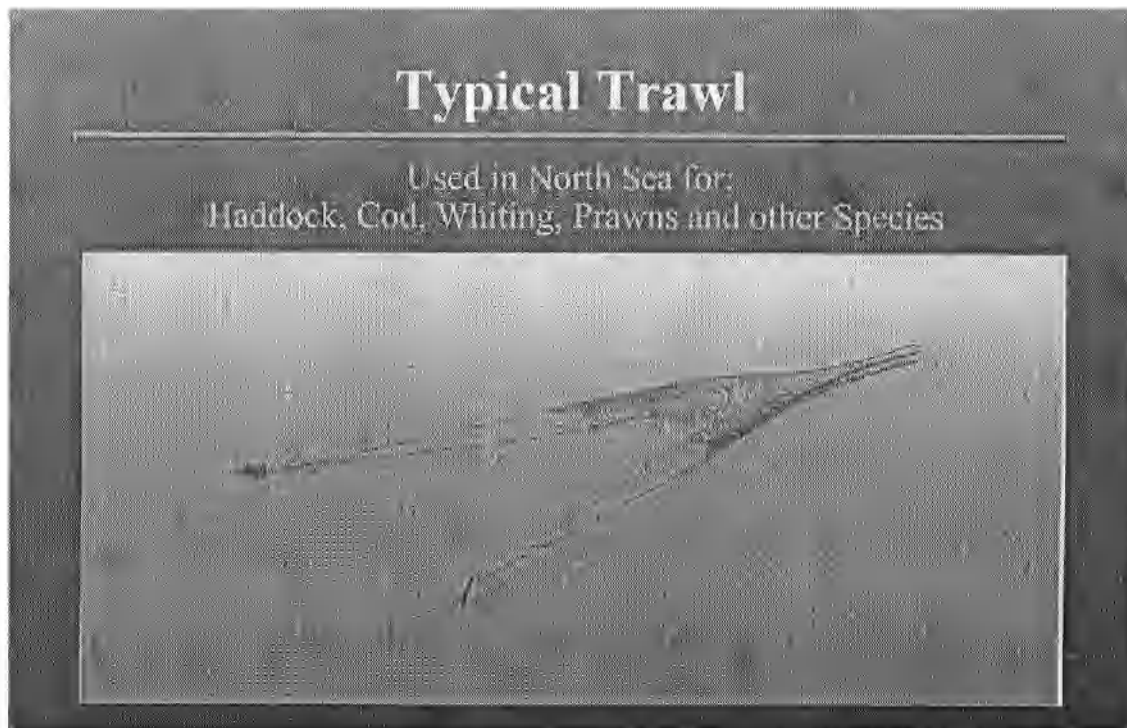 Typical Trawl
Used in North Sea for:
Haddock, Cod, Whiting, Prawns and other Species